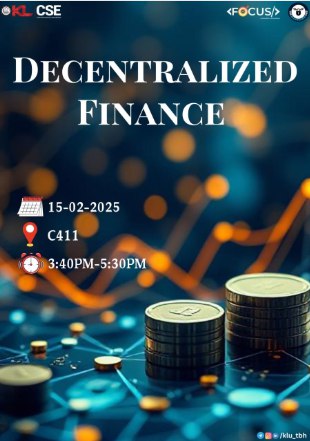 KL CSE <FOCUS/>
DECENTRALIZED
FINANCE
15-02-2025
C411
3:40PM-5:30PM
/klu_tbh